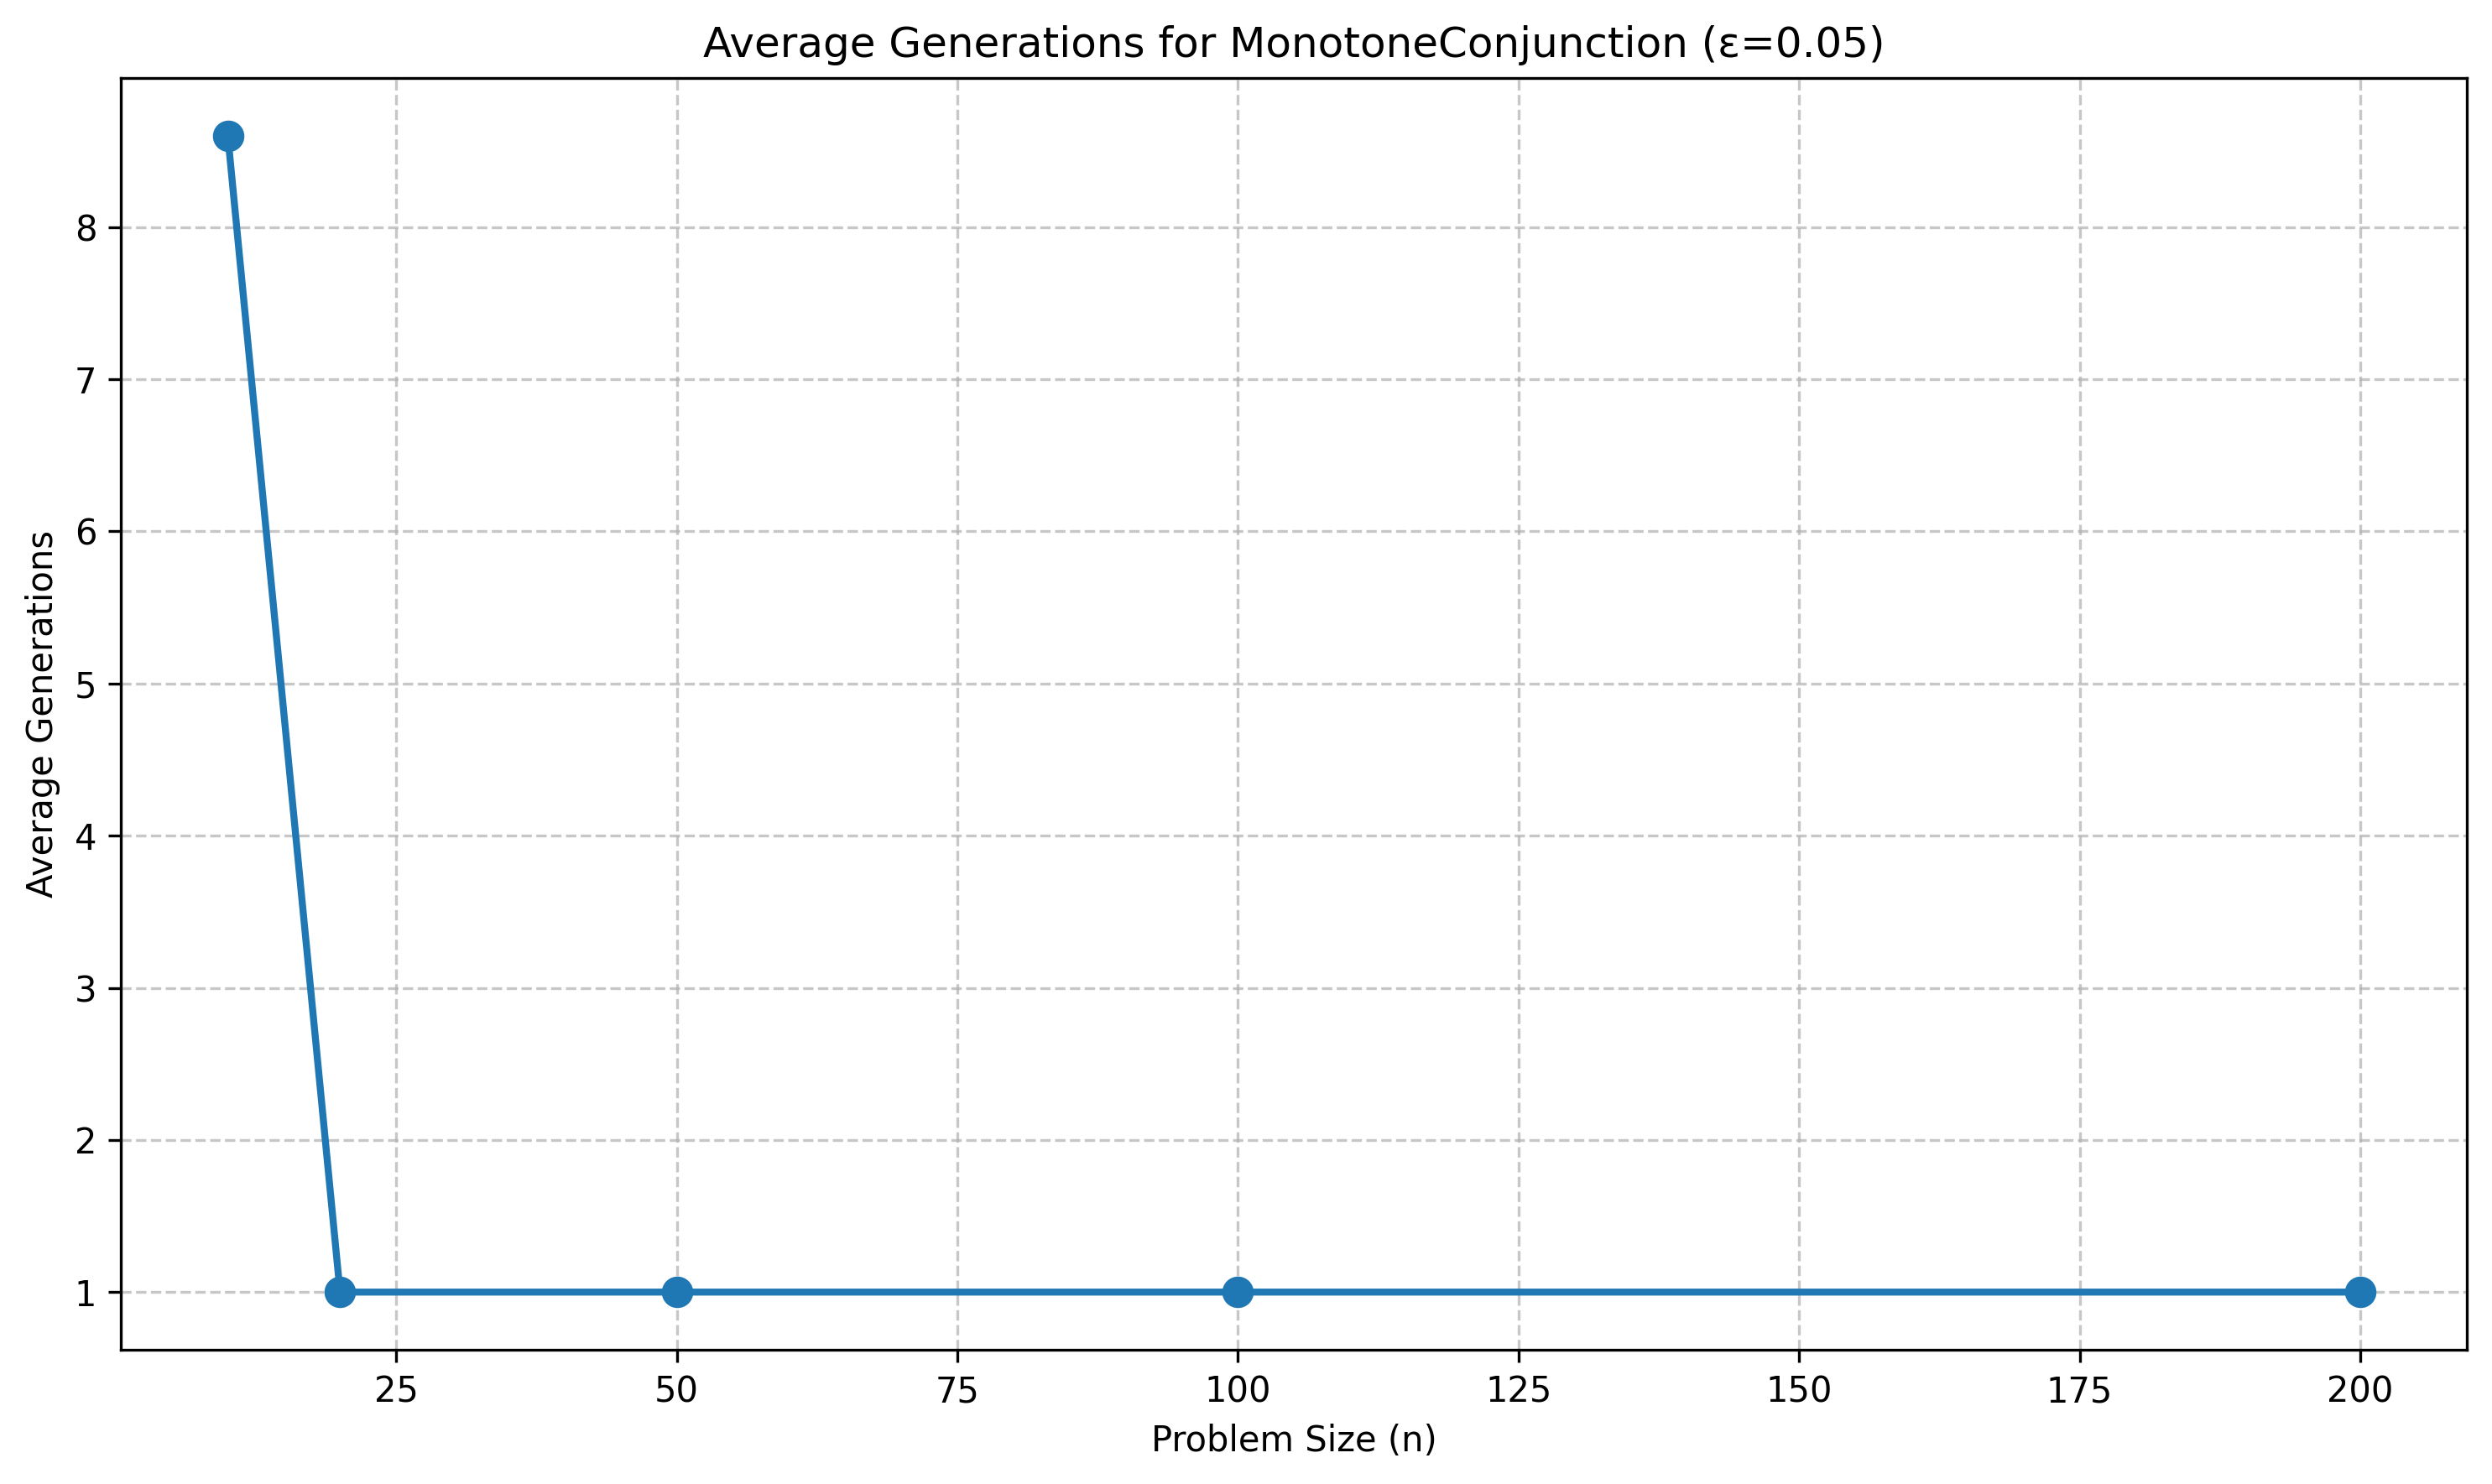 Average Generations for MonotoneConjunction (ε=0.05)
Average Generations
8
7
6
5
4
3
2
1
25 50 75 100 125 150 175 200
Problem Size (n)